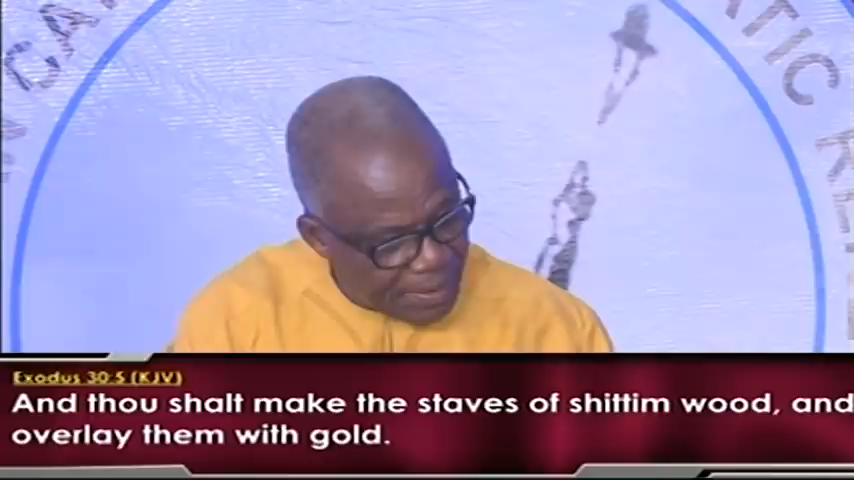 Exodus 30:5 (KJV)
And thou shalt make the staves of shittim wood, and
overlay them with gold.